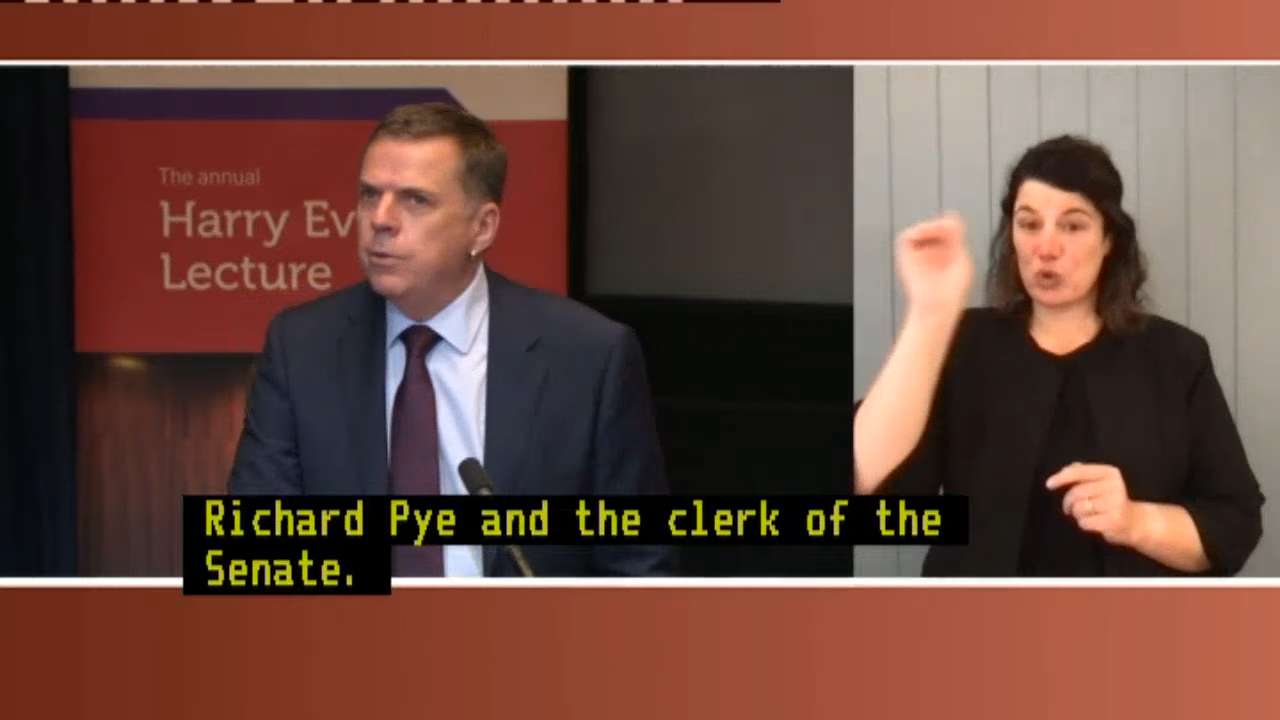 The annual
Harry Ev
Lecture
Richard Pye and the clerk of the
Senate.